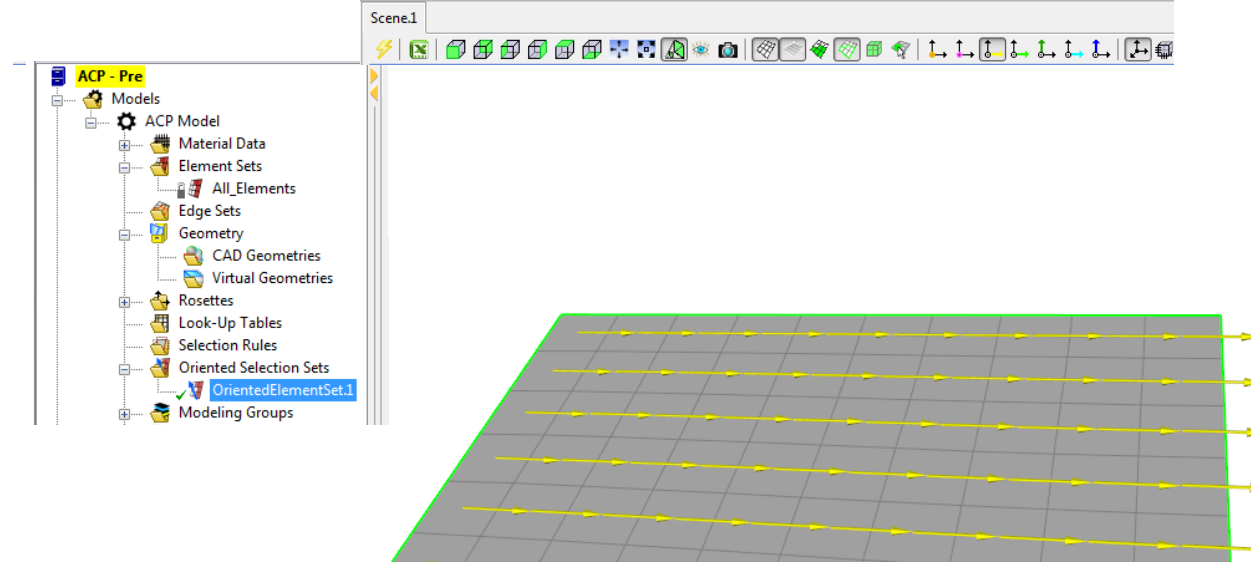 Scene.1
ACP - Pre
Models
ACP Model
Material Data
Element Sets
All_Elements
Edge Sets
Geometry
CAD Geometries
Virtual Geometries
Rosettes
Look-Up Tables
Selection Rules
Oriented Selection Sets
OrientedElementSet.1
Modeling Groups